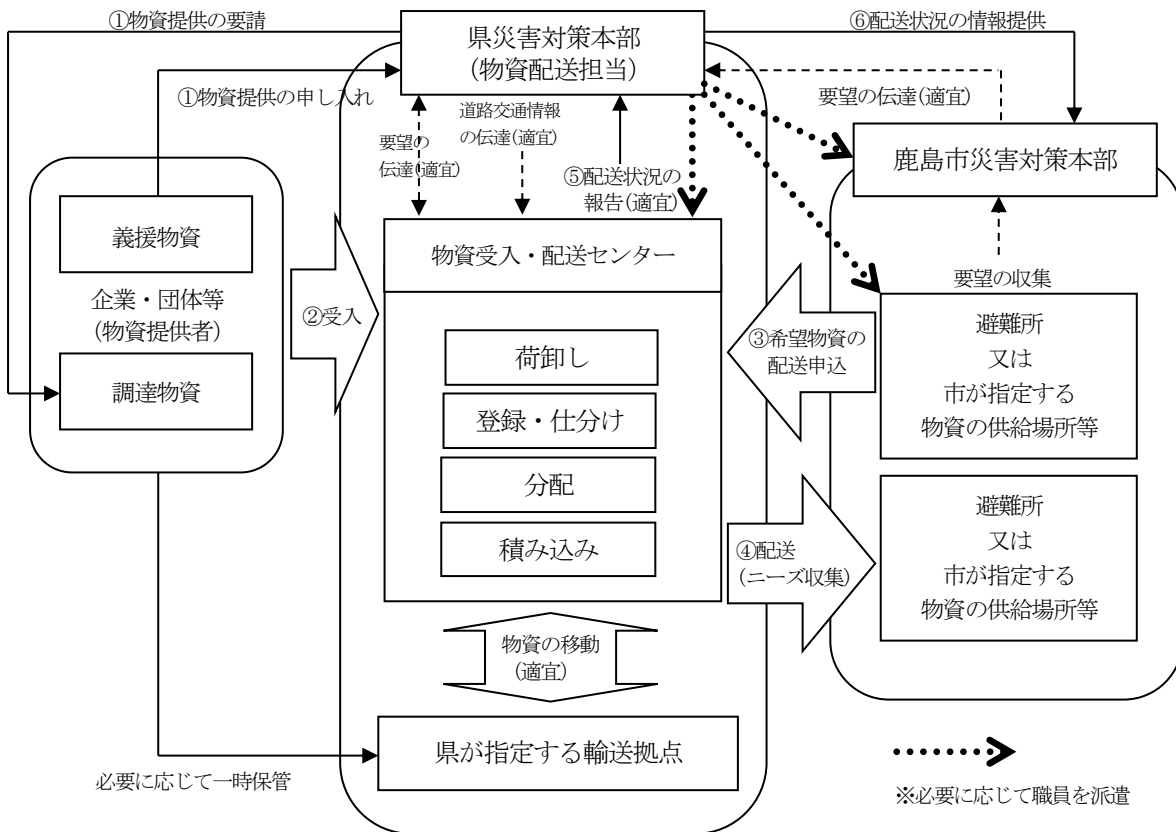 ①物資提供の要請
県災害対策本部
(物資配送担当)
⑥配送状況の情報提供
①物資提供の申し入れ
要望の
伝達(適宜)
道路交通情報
の伝達(適宜)
⑤配送状況の
報告(適宜)
要望の伝達(適宜)
鹿島市災害対策本部
義援物資
企業・団体等
(物資提供者)
調達物資
②受入
物資受入・配送センター
荷卸し
登録・仕分け
分配
積み込み
要望の収集
③希望物資の
配送申込
避難所
又は
市が指定する
物資の供給場所等
④配送
(ニーズ収集)
避難所
又は
市が指定する
物資の供給場所等
物資の移動
(適宜)
県が指定する輸送拠点
必要に応じて一時保管
※必要に応じて職員を派遣